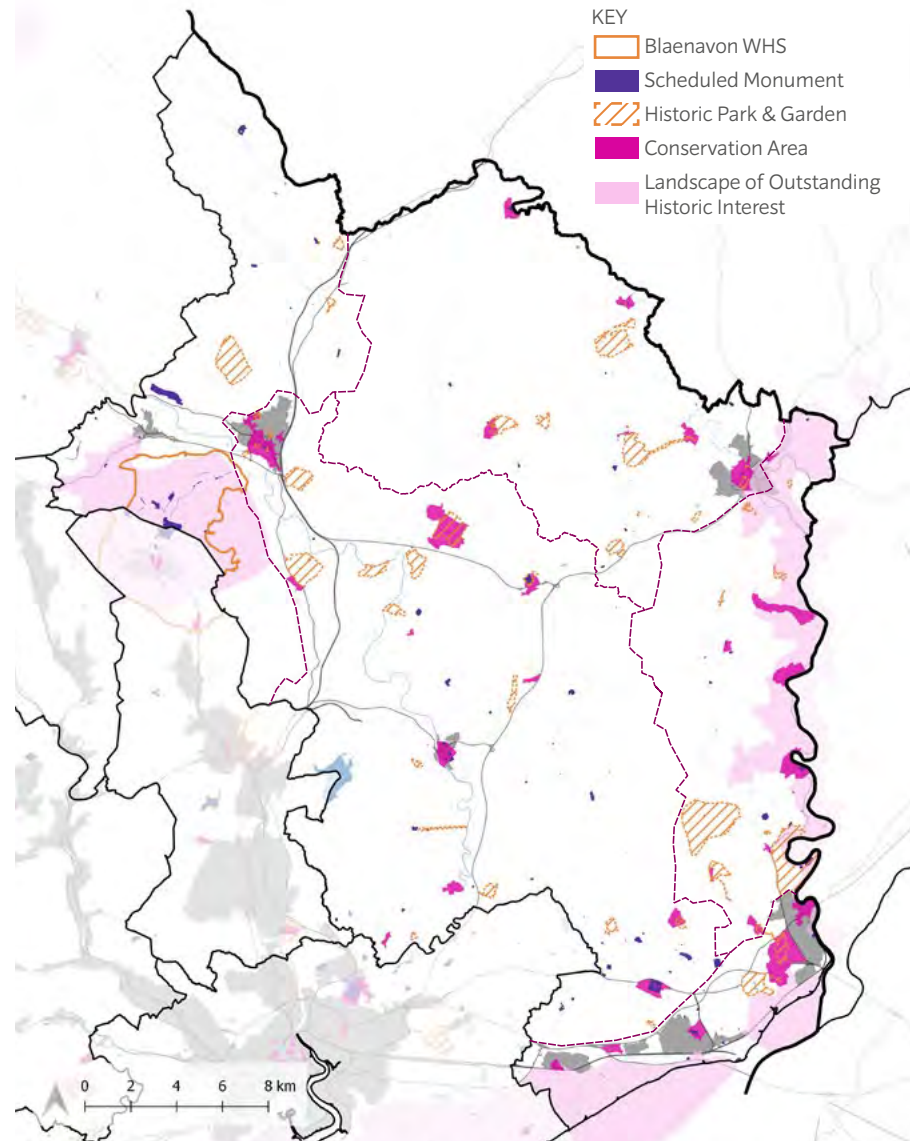 KEY
Blaenavon WHS
Scheduled Monument
Historic Park & Garden
Conservation Area
Landscape of Outstanding
Historic Interest
0 2 4 6 8 km